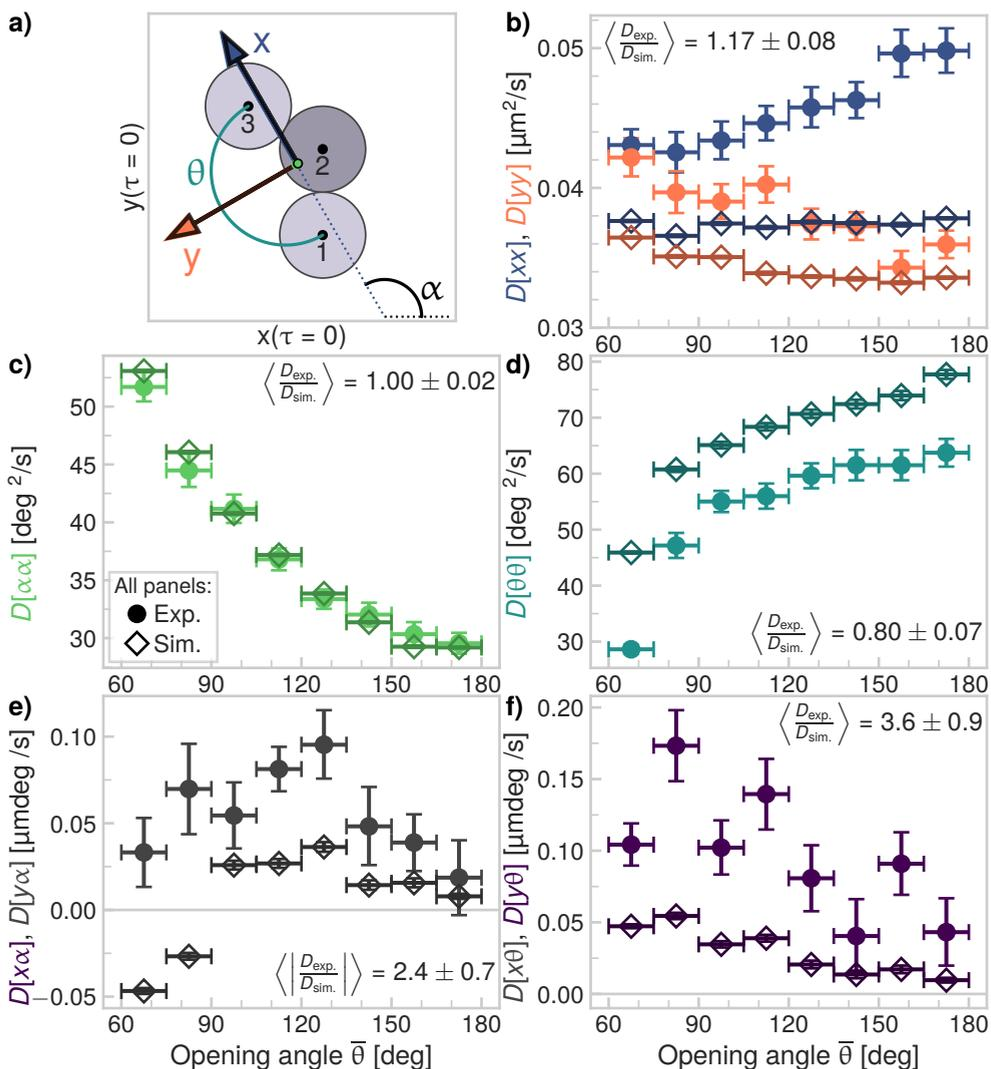 a)
x
3
2
θ
1
y
α
y(τ = 0)
x(τ = 0)
b)
⟨D_exp./D_sim.⟩ = 1.17 ± 0.08
D[xx], D[yy] [µm²/s]
0.05
0.04
0.03
60 90 120 150 180
c)
⟨D_exp./D_sim.⟩ = 1.00 ± 0.02
D[αα] [deg ²/s]
50
45
40
35
30
All panels:
Exp.
Sim.
60 90 120 150 180
d)
D[θθ] [deg ²/s]
80
70
60
50
40
30
⟨D_exp./D_sim.⟩ = 0.80 ± 0.07
60 90 120 150 180
e)
D[xα], D[yα] [µmdeg /s]
0.10
0.05
0.00
−0.05
⟨|D_exp./D_sim.|⟩ = 2.4 ± 0.7
60 90 120 150 180
Opening angle θ̅ [deg]
f)
⟨D_exp./D_sim.⟩ = 3.6 ± 0.9
D[xθ], D[yθ] [µmdeg /s]
0.20
0.15
0.10
0.05
0.00
60 90 120 150 180
Opening angle θ̅ [deg]